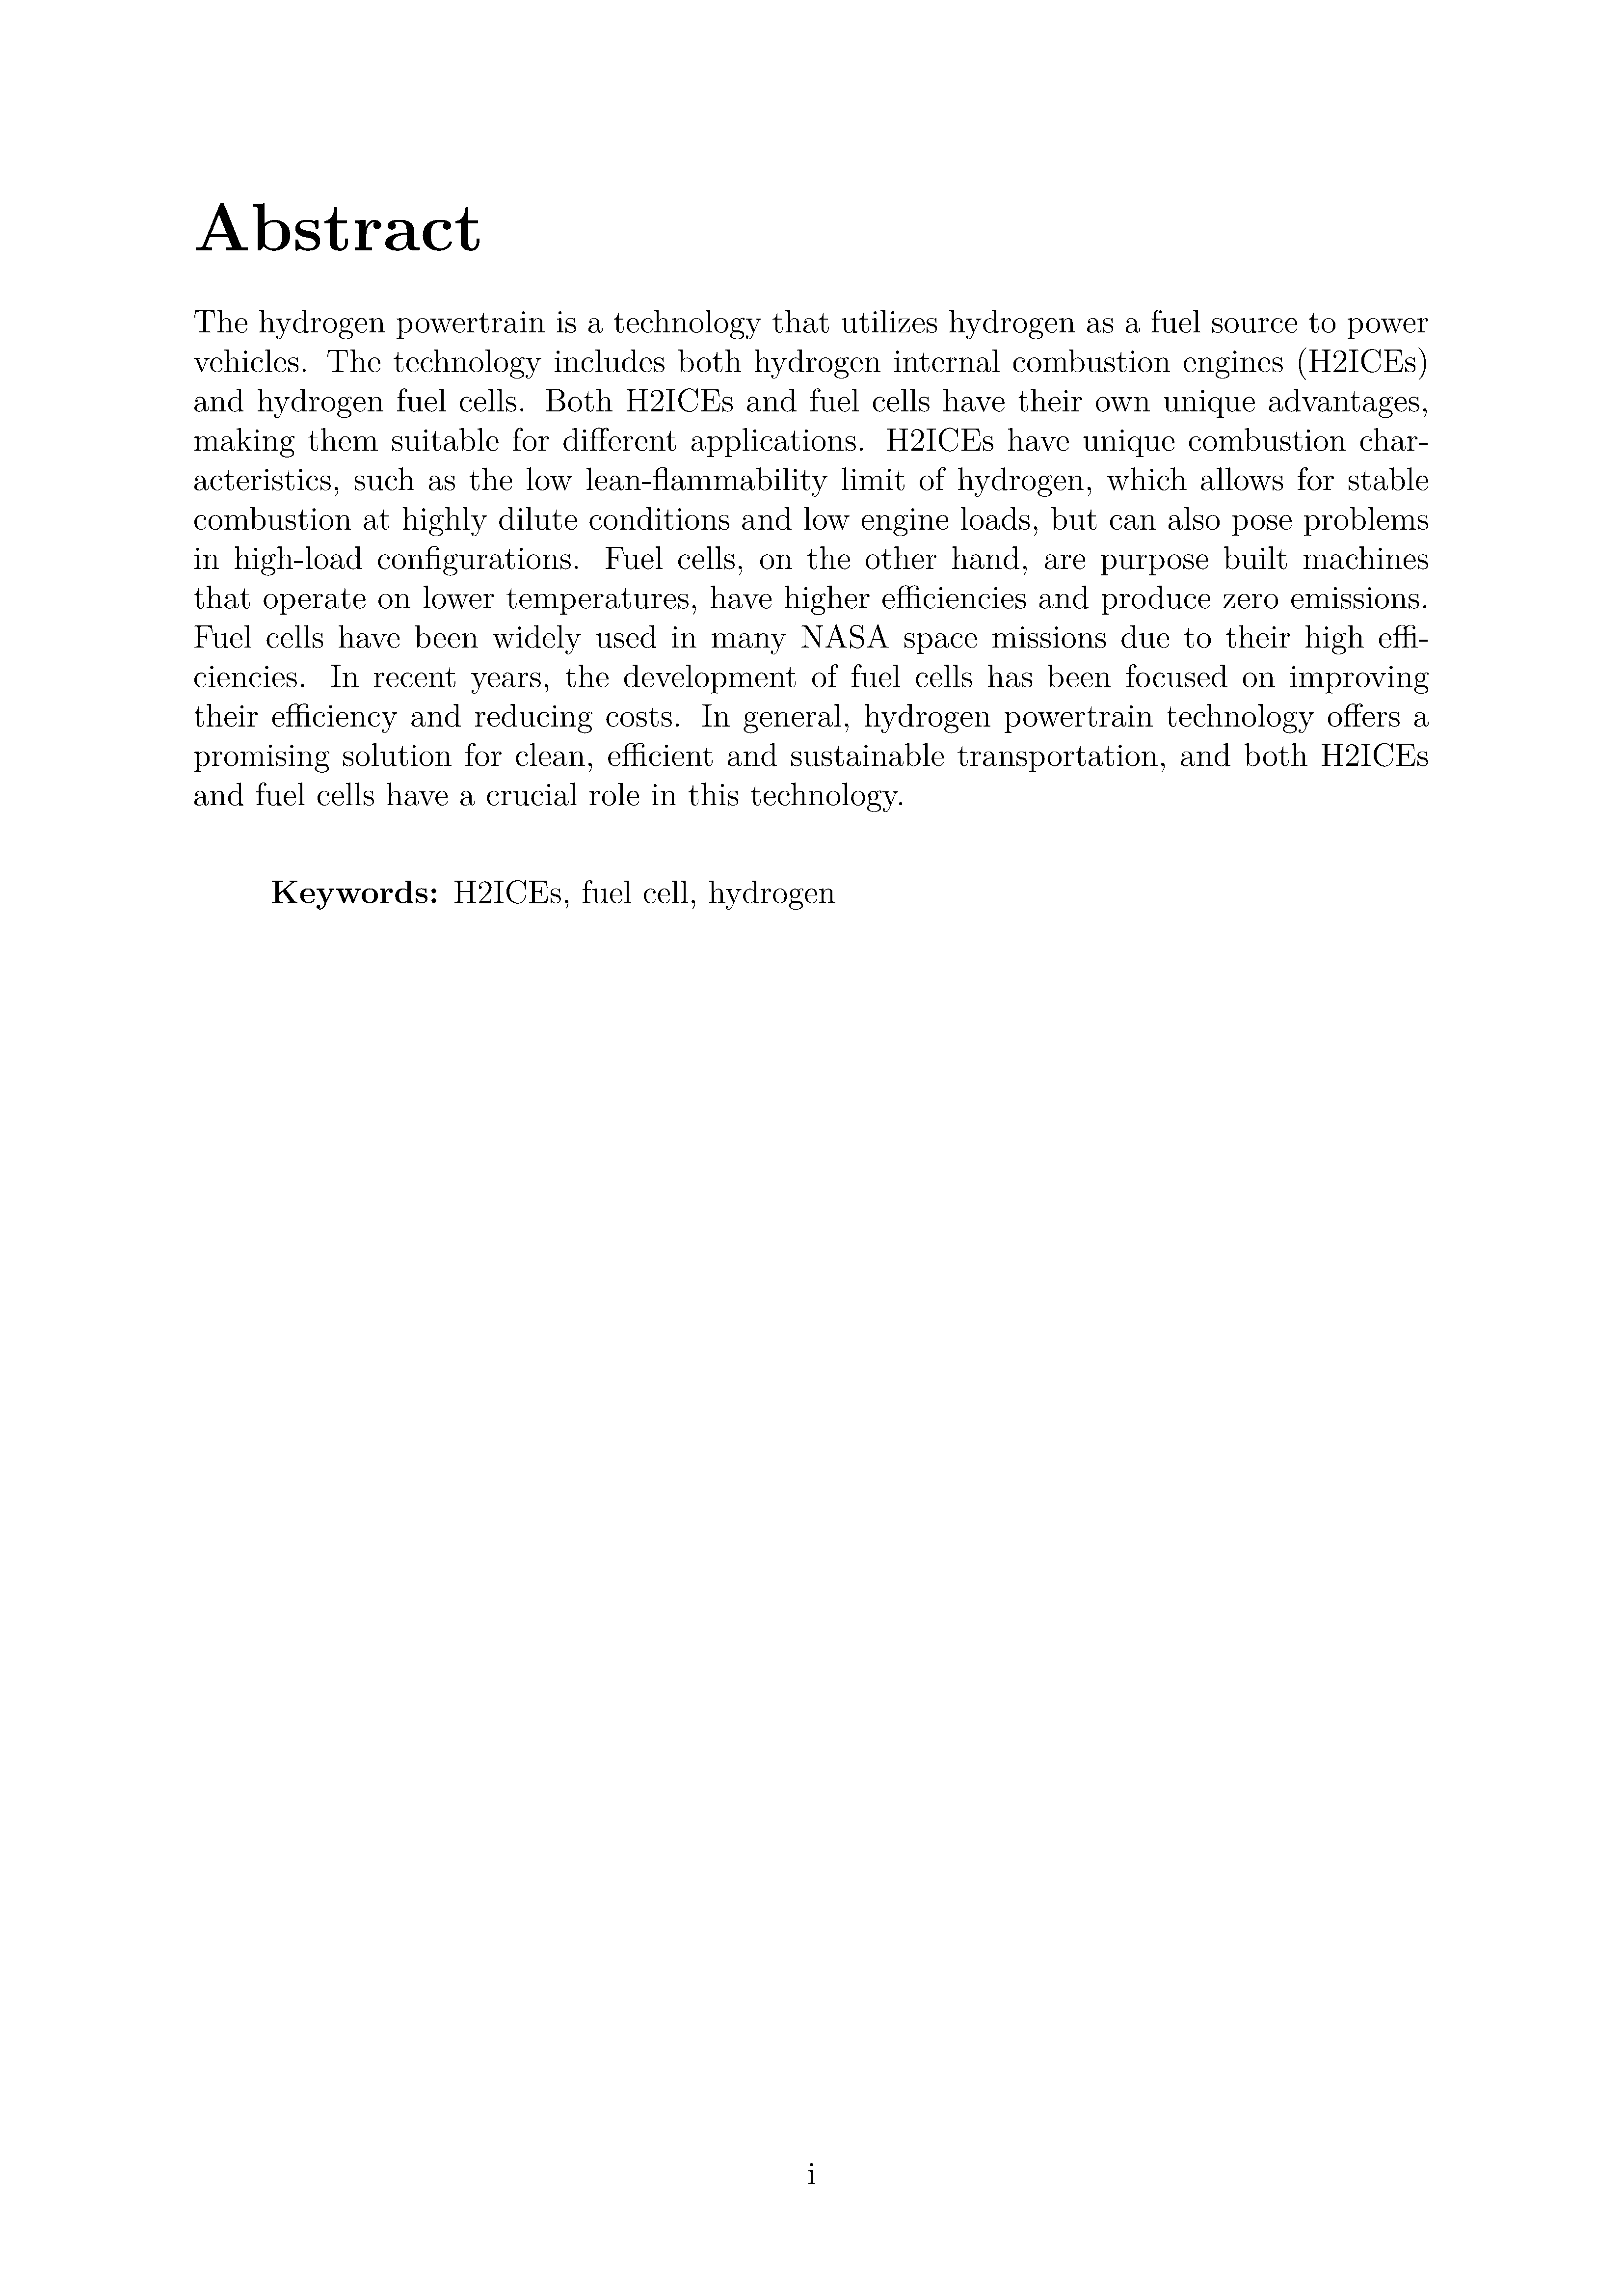 Abstract
The hydrogen powertrain is a technology that utilizes hydrogen as a fuel source to power
vehicles. The technology includes both hydrogen internal combustion engines (H2ICEs)
and hydrogen fuel cells. Both H2ICEs and fuel cells have their own unique advantages,
making them suitable for different applications. H2ICEs have unique combustion char-
acteristics, such as the low lean-flammability limit of hydrogen, which allows for stable
combustion at highly dilute conditions and low engine loads, but can also pose problems
in high-load configurations. Fuel cells, on the other hand, are purpose built machines
that operate on lower temperatures, have higher efficiencies and produce zero emissions.
Fuel cells have been widely used in many NASA space missions due to their high effi-
ciencies. In recent years, the development of fuel cells has been focused on improving
their efficiency and reducing costs. In general, hydrogen powertrain technology offers a
promising solution for clean, efficient and sustainable transportation, and both H2ICEs
and fuel cells have a crucial role in this technology.
Keywords: H2ICEs, fuel cell, hydrogen
i